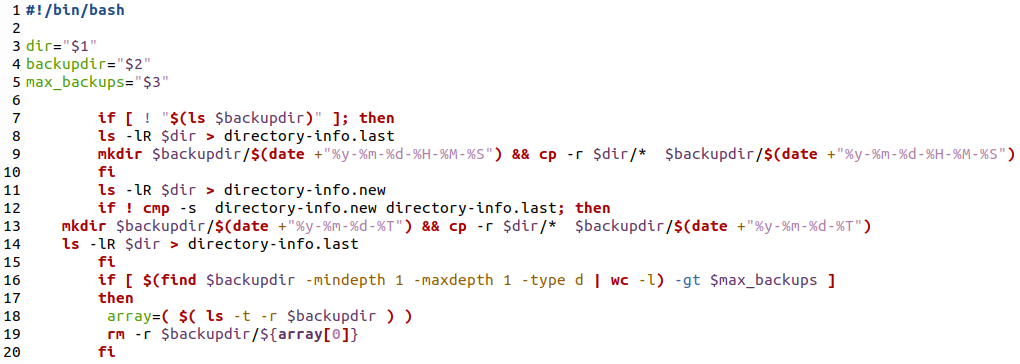 1 #!/bin/bash
2
3 dir="$1"
4 backupdir="$2"
5 max_backups="$3"
6
7 if [ ! "$(ls $backupdir)" ]; then
8 ls -lR $dir > directory-info.last
9 mkdir $backupdir/$(date +"%y-%m-%d-%H-%M-%S") && cp -r $dir/*  $backupdir/$(date +"%y-%m-%d-%H-%M-%S")
10 fi
11 ls -lR $dir > directory-info.new
12 if ! cmp -s  directory-info.new directory-info.last; then
13 mkdir $backupdir/$(date +"%y-%m-%d-%T") && cp -r $dir/*  $backupdir/$(date +"%y-%m-%d-%T")
14 ls -lR $dir > directory-info.last
15 fi
16 if [ $(find $backupdir -mindepth 1 -maxdepth 1 -type d | wc -l) -gt $max_backups ]
17 then
18 array=( $( ls -t -r $backupdir ) )
19 rm -r $backupdir/${array[0]}
20 fi